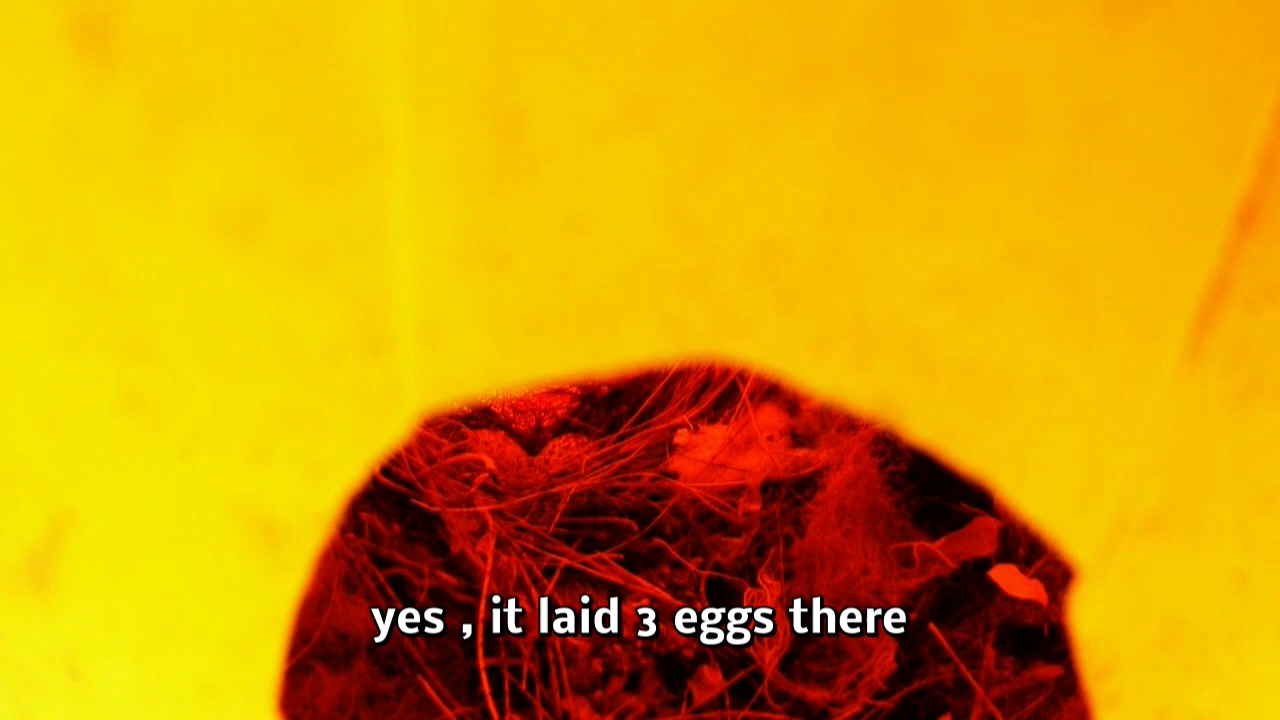 yes , it laid 3 eggs there